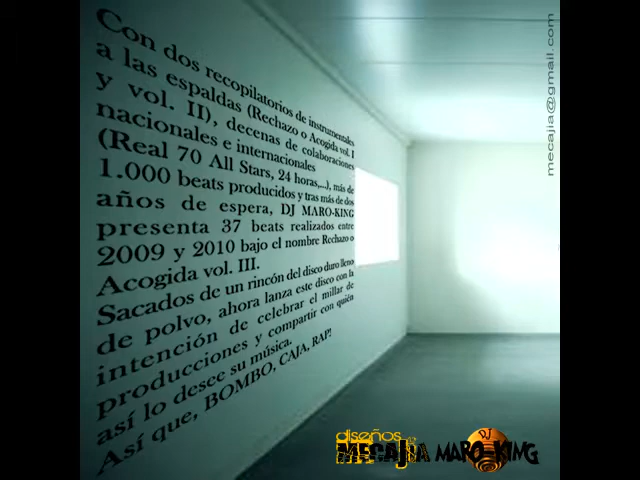 Con dos recopilatorios de instrumentales
a las espaldas (Rechazo o Acogida vol. I
y vol. II), decenas de colaboraciones
nacionales e internacionales
(Real 70 All Stars, 24 horas,...), más de
1.000 beats producidos y tras más de dos
años de espera, DJ MARO-KING
presenta 37 beats realizados entre
2009 y 2010 bajo el nombre Rechazo o
Acogida vol. III.
Sacados de un rincón del disco duro lleno
de polvo, ahora lanza este disco con la
intención de celebrar el millar de
producciones y compartir con quién
así lo desee su música.
Así que, BOMBO, CAJA, RAP!
mecajia@gmail.com
diseños
MECAJIA
DJ
MARO-KING